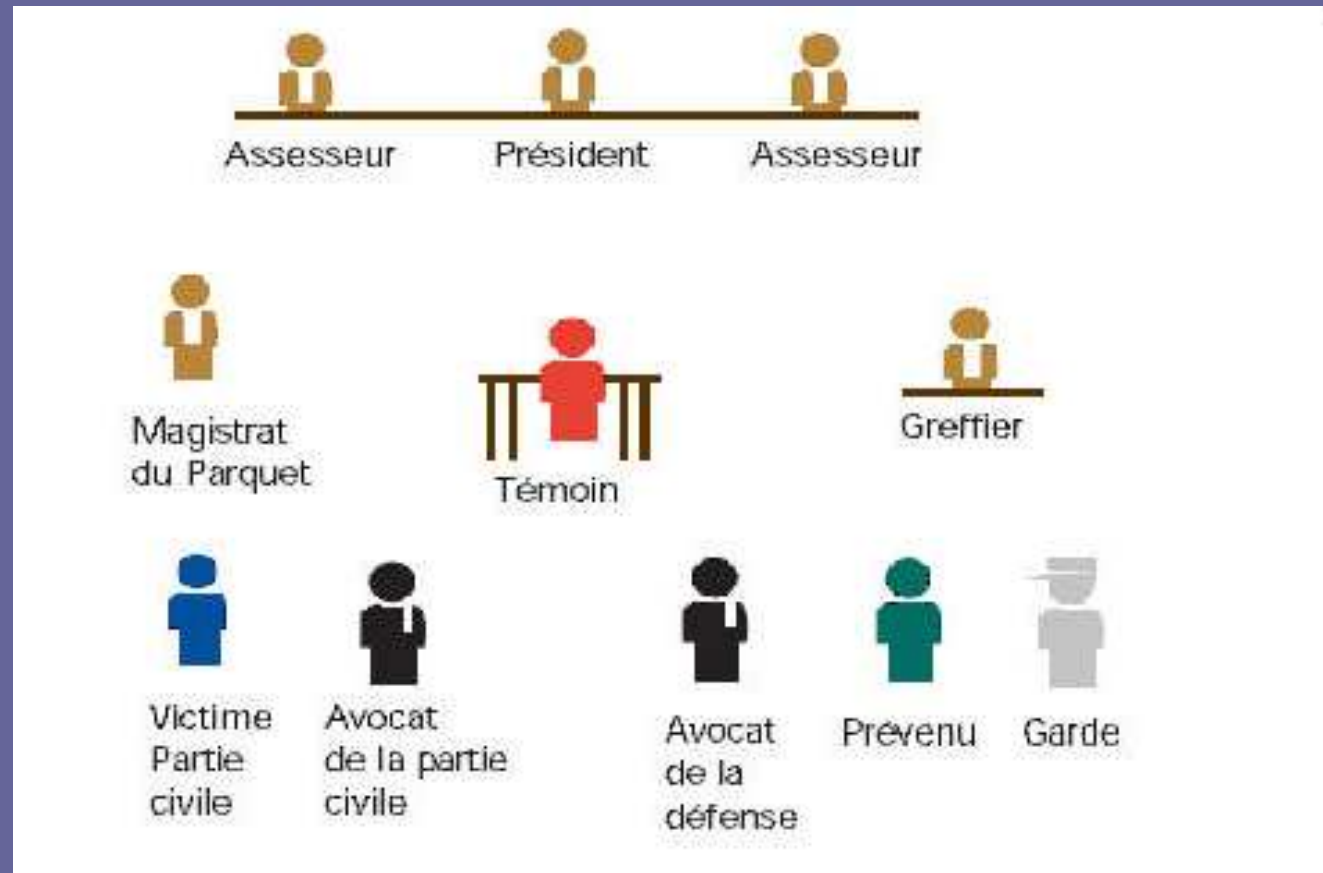 Assesseur Président Assesseur
Magistrat
du Parquet
Témoin
Greffier
Victime
Partie
civile
Avocat
de la partie
civile
Avocat
de la
défense
Prévenu
Garde